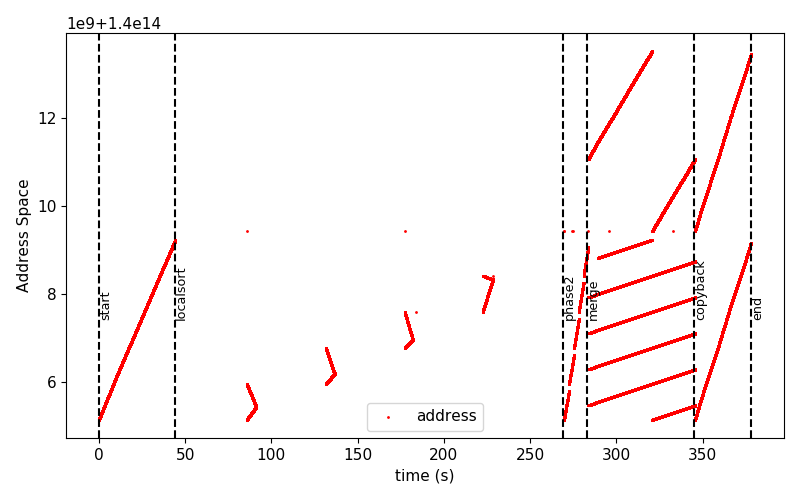 1e9+1.4e14
12
10
8
6
Address Space
start
localsort
phase2
merge
copyback
end
address
0
50
100
150
200
250
300
350
time (s)